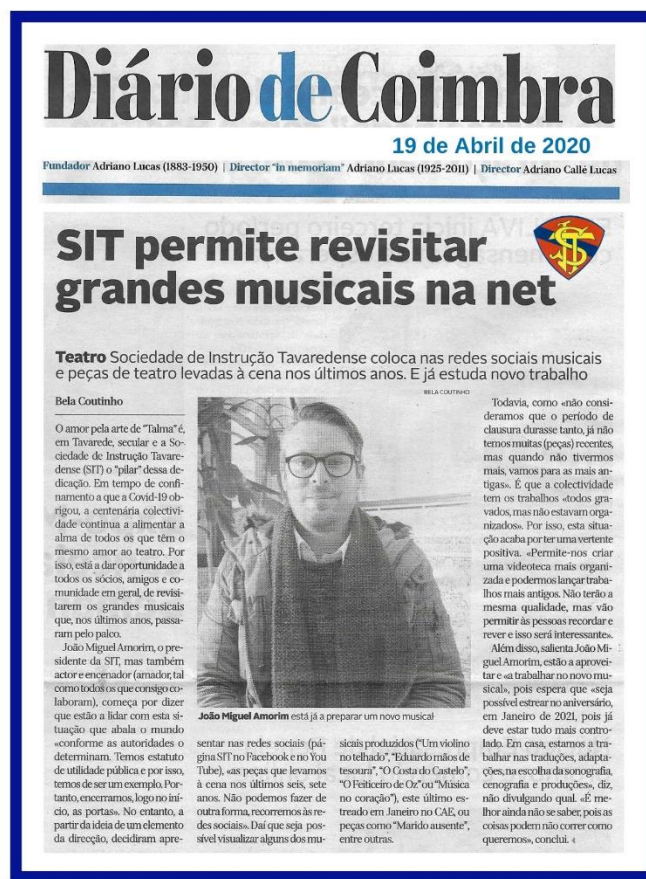 Diário de Coimbra
19 de Abril de 2020
Fundador Adriano Lucas (1883-1950) | Director "in memoriam" Adriano Lucas (1925-2011) | Director Adriano Callé Lucas
SIT permite revisitar
grandes musicais na net
Teatro Sociedade de Instrução Tavaredense coloca nas redes sociais musicais
e peças de teatro levadas à cena nos últimos anos. E já estuda novo trabalho
BELA COUTINHO
Bela Coutinho
O amor pela arte de "Talma" é,
em Tavarede, secular e a So-
ciedade de Instrução Tavare-
dense (SIT) o "pilar" dessa de-
dicação. Em tempo de confi-
namento a que a Covid-19 ob-
rigou, a centenária colectivi-
dade continua a alimentar a
alma de todos os que têm o
mesmo amor ao teatro. Por
isso, está a dar oportunidade a
todos os sócios, amigos e co-
munidade em geral, de revisi-
tarem os grandes musicais
que, nos últimos anos, passa-
ram pelo palco.
João Miguel Amorim, o pre-
sidente da SIT, mas também
actor e encenador (amador, tal
como todos os que consigo co-
laboram), começa por dizer
que estão a lidar com esta si-
tuação que abala o mundo
«conforme as autoridades o
determinam. Temos estatuto
de utilidade pública e por isso,
temos de ser um exemplo. Por-
tanto, encerramos, logo no iní-
cio, as portas». No entanto, a
partir da ideia de um elemento
da direcção, decidiram apre-
João Miguel Amorim está já a preparar um novo musical
sentar nas redes sociais (pá-
gina SIT no Facebook e no You
Tube), «as peças que levamos
à cena nos últimos seis, sete
anos. Não podemos fazer de
outra forma, recorremos às re-
des sociais». Daí que seja pos-
sível visualizar alguns dos mu-
sicais produzidos ("Um violino
no telhado", "Eduardo mãos de
tesoura", "O Costa do Castelo",
"O Feiticeiro de Oz" ou "Música
no coração"), este último es-
treado em Janeiro no CAE, ou
peças como "Marido ausente",
entre outras.
Todavia, como «não consi-
deramos que o período de
clausura durasse tanto, já não
temos muitas (peças) recentes,
mas quando não tivermos
mais, vamos para as mais an-
tigas». É que a colectividade
tem os trabalhos «todos gra-
vados, mas não estavam orga-
nizados». Por isso, esta situa-
ção acaba por ter uma vertente
positiva. «Permite-nos criar
uma videoteca mais organi-
zada e podermos lançar traba-
lhos mais antigos. Não terão a
mesma qualidade, mas vão
permitir às pessoas recordar e
rever e isso será interessante».
Além disso, salienta João Mi-
guel Amorim, estão a aprovei-
tar e «a trabalhar no novo mu-
sical», pois espera que «seja
possível estrear no aniversário,
em Janeiro de 2021, pois já
deve estar tudo mais contro-
lado. Em casa, estamos a tra-
balhar nas traduções, adapta-
ções, na escolha da sonografia,
cenografia e produções», diz,
não divulgando qual. «É me-
lhor ainda não se saber, pois as
coisas podem não correr como
queremos», conclui.